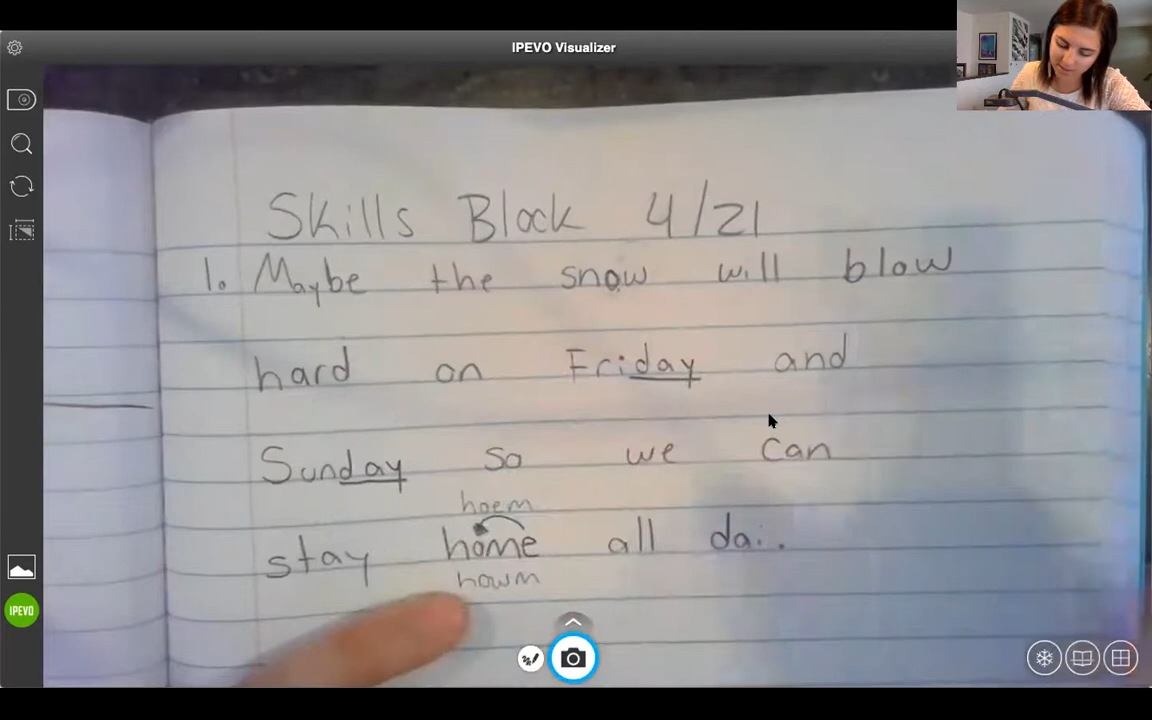 IPEVO Visualizer
Skills Block 4/21
1. Maybe the snow will blow
hard on Friday and
Sunday so we can
hoem
stay home all dai.
howm
IPEVO